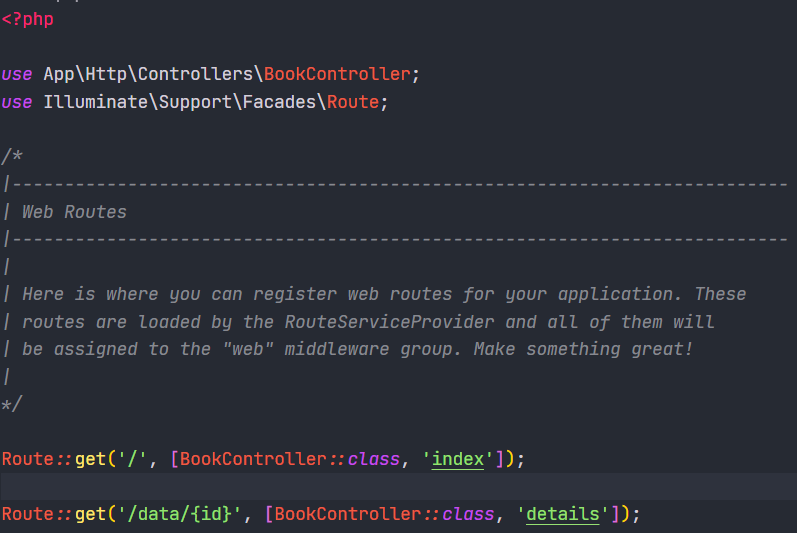 <?php
use App\Http\Controllers\BookController;
use Illuminate\Support\Facades\Route;
/*
|--------------------------------------------------------------------------
| Web Routes
|--------------------------------------------------------------------------
|
| Here is where you can register web routes for your application. These
| routes are loaded by the RouteServiceProvider and all of them will
| be assigned to the "web" middleware group. Make something great!
|
*/
Route::get('/', [BookController::class, 'index']);
Route::get('/data/{id}', [BookController::class, 'details']);